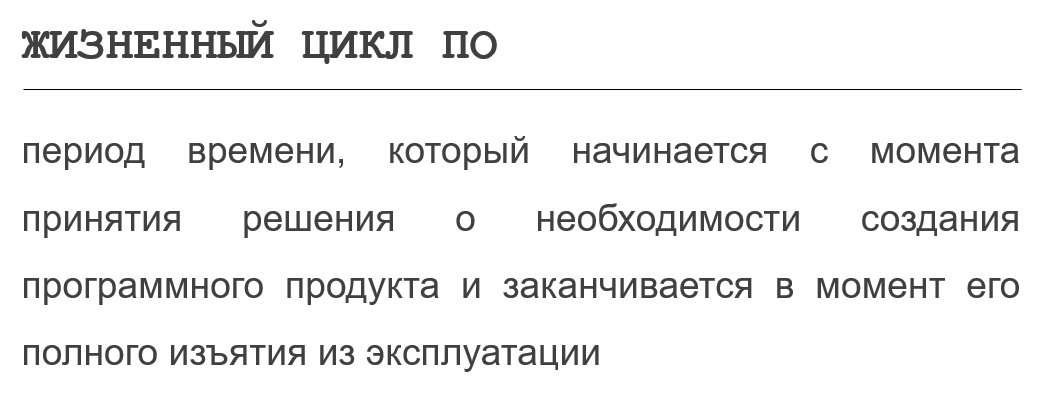 ЖИЗНЕННЫЙ ЦИКЛ ПО
период времени, который начинается с момента
принятия решения о необходимости создания
программного продукта и заканчивается в момент его
полного изъятия из эксплуатации